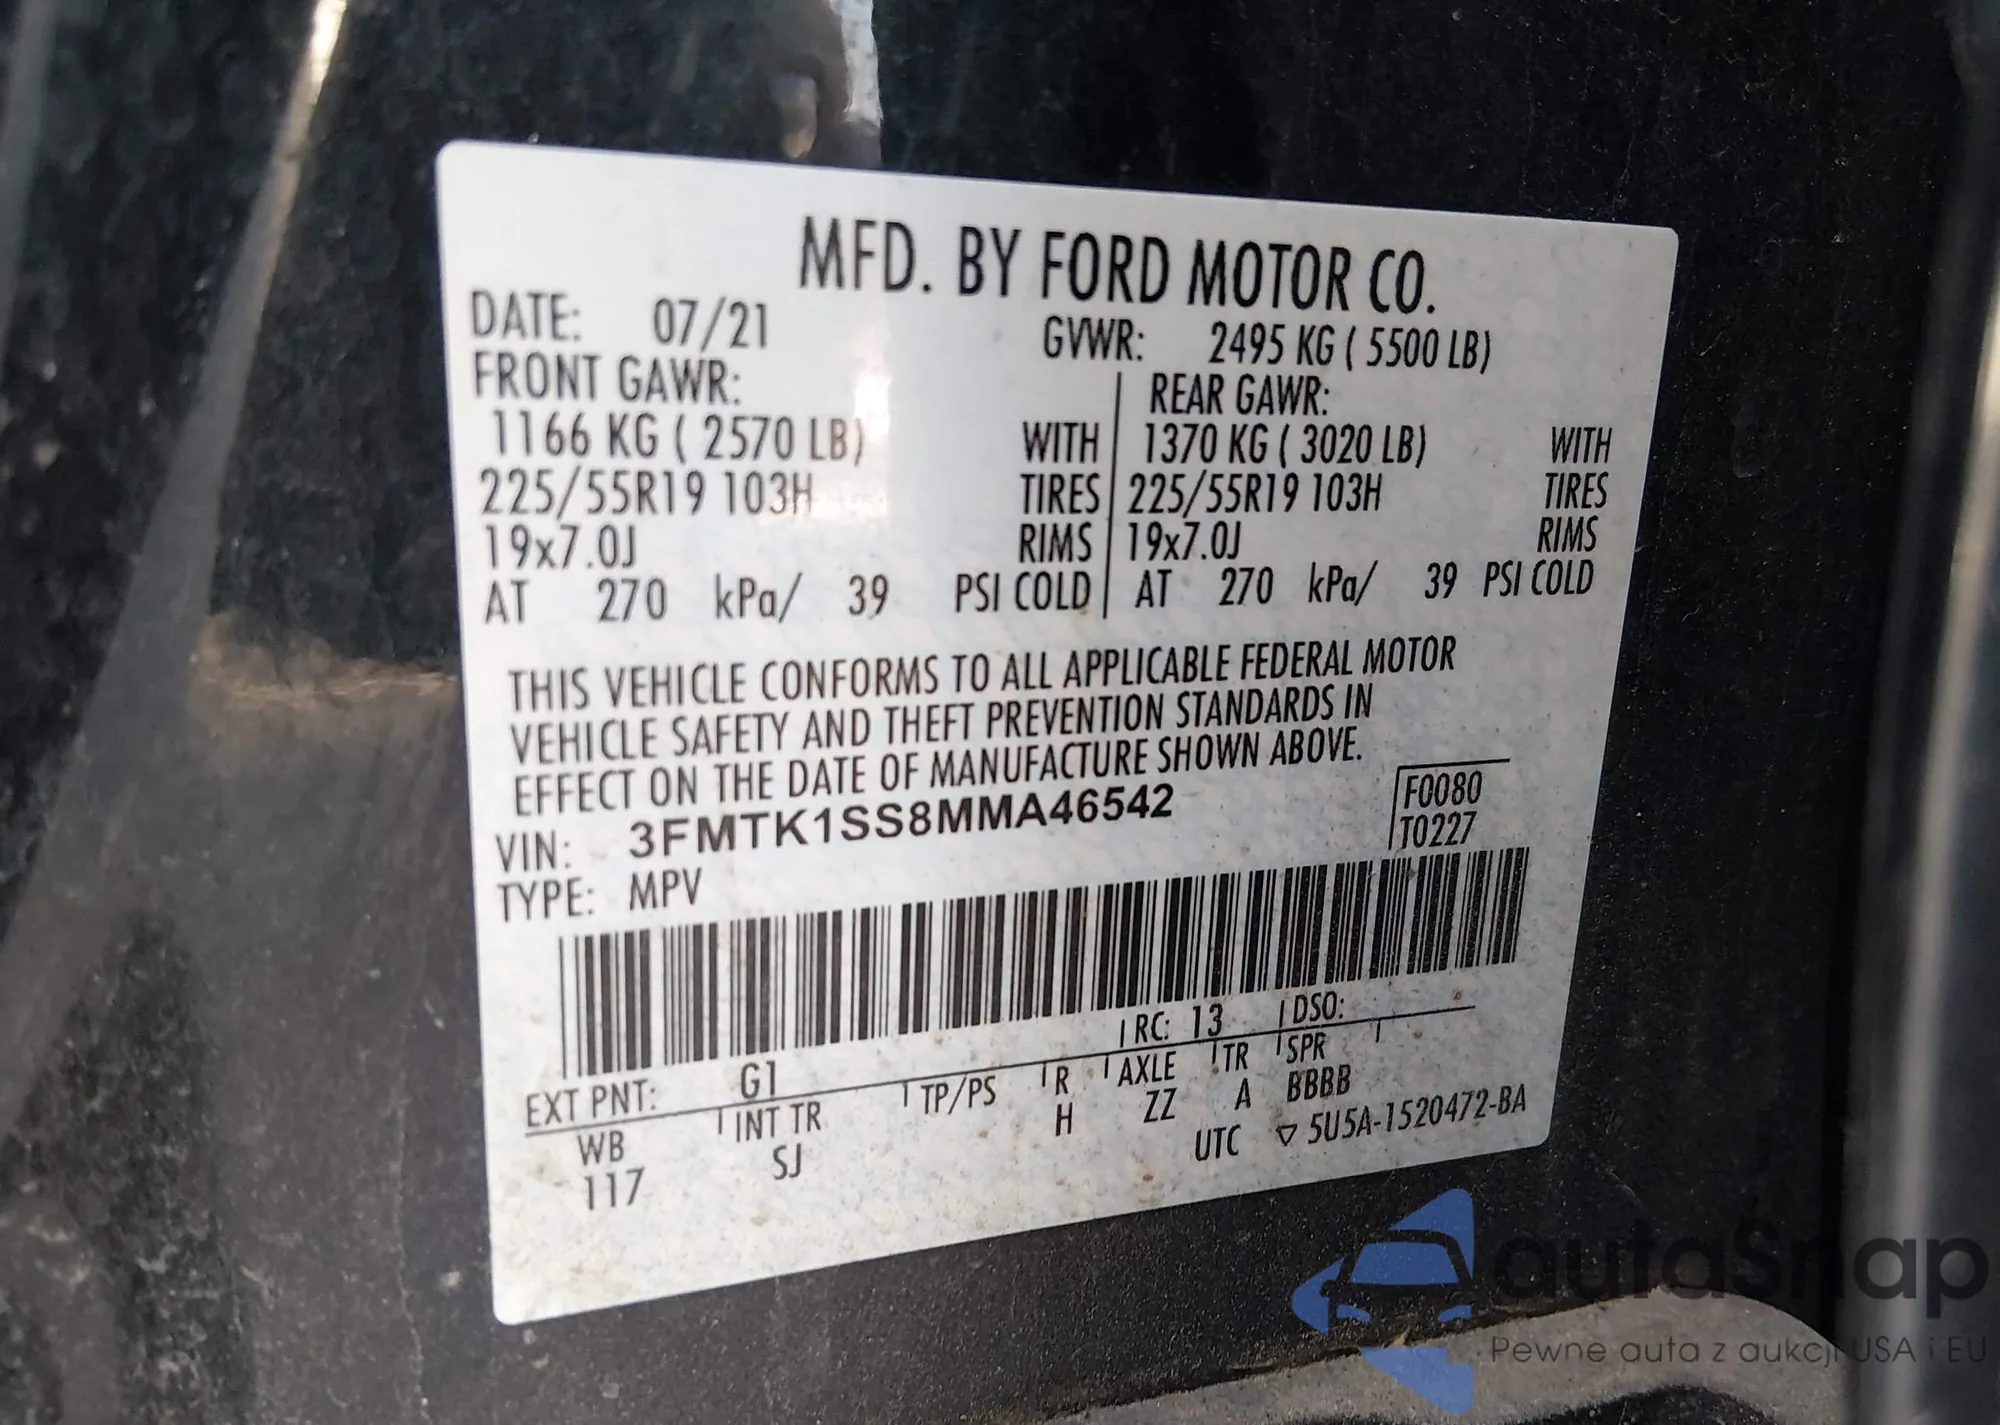 MFD. BY FORD MOTOR CO.
DATE: 07/21 GVWR: 2495 KG ( 5500 LB)
FRONT GAWR: REAR GAWR:
1166 KG ( 2570 LB) WITH 1370 KG ( 3020 LB) WITH
225/55R19 103H TIRES 225/55R19 103H TIRES
19x7.0J RIMS 19x7.0J RIMS
AT 270 kPa/ 39 PSI COLD AT 270 kPa/ 39 PSI COLD
THIS VEHICLE CONFORMS TO ALL APPLICABLE FEDERAL MOTOR
VEHICLE SAFETY AND THEFT PREVENTION STANDARDS IN
EFFECT ON THE DATE OF MANUFACTURE SHOWN ABOVE.
VIN: 3FMTK1SS8MMA46542 F0080
TYPE: MPV T0227
EXT PNT: G1 RC: 13 DSO:
WB INT TR TP/PS R AXLE TR SPR
117 SJ H ZZ A BBBB
UTC ▽ 5U5A-1520472-BA
autaSnap
Pewne auta z aukcji USA i EU